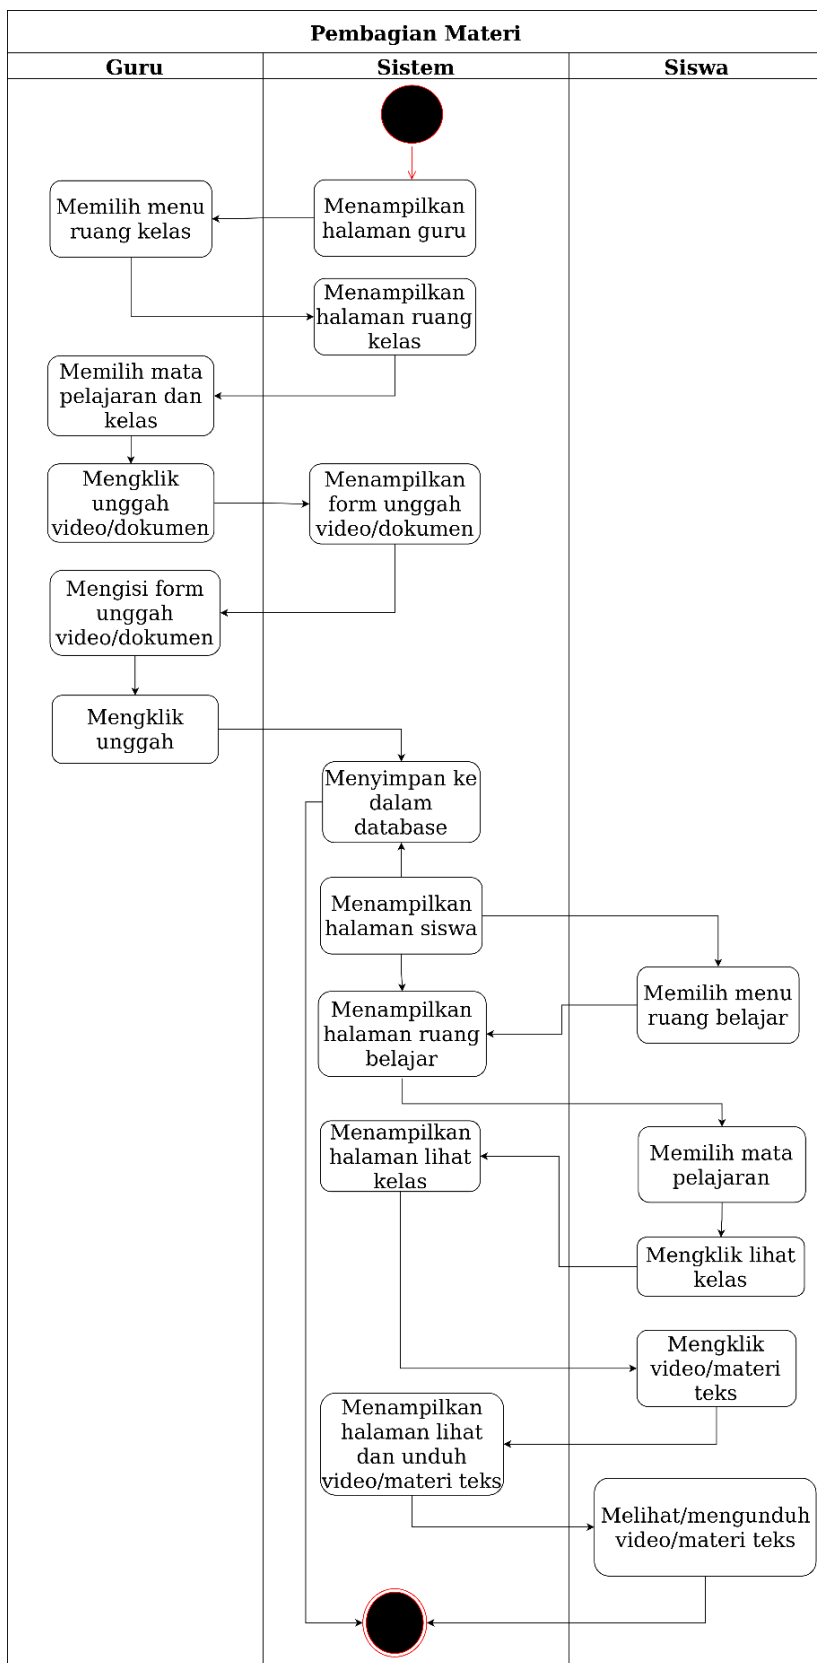 Pembagian Materi
Guru
Sistem
Siswa
Menampilkan
halaman guru
Memilih menu
ruang kelas
Menampilkan
halaman ruang
kelas
Memilih mata
pelajaran dan
kelas
Mengklik
unggah
video/dokumen
Menampilkan
form unggah
video/dokumen
Mengisi form
unggah
video/dokumen
Mengklik
unggah
Menyimpan ke
dalam
database
Menampilkan
halaman siswa
Memilih menu
ruang belajar
Menampilkan
halaman ruang
belajar
Memilih mata
pelajaran
Mengklik lihat
kelas
Menampilkan
halaman lihat
kelas
Mengklik
video/materi
teks
Menampilkan
halaman lihat
dan unduh
video/materi teks
Melihat/mengunduh
video/materi teks